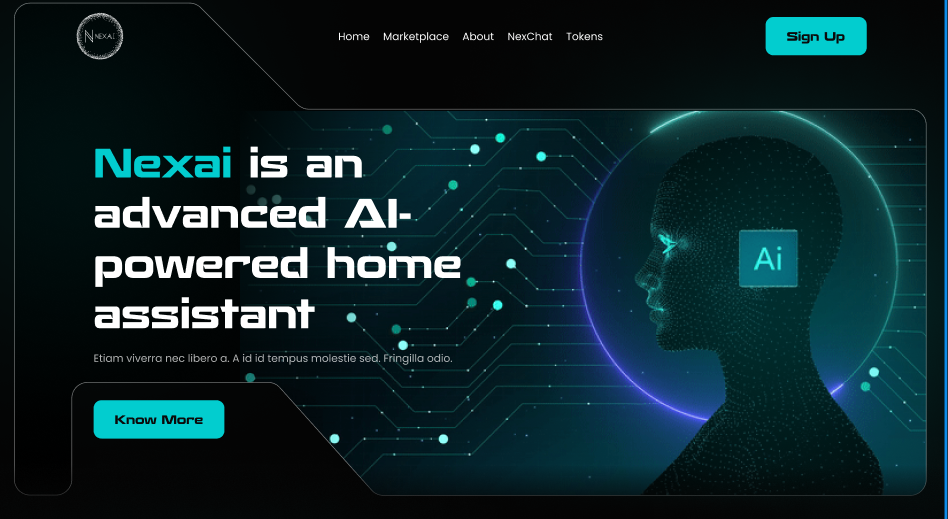 NEXAI
Home Marketplace About NexChat Tokens
Sign Up
Nexai is an
advanced AI-
powered home
assistant
Ai
Etiam viverra nec libero a. A id id tempus molestie sed. Fringilla odio.
Know More